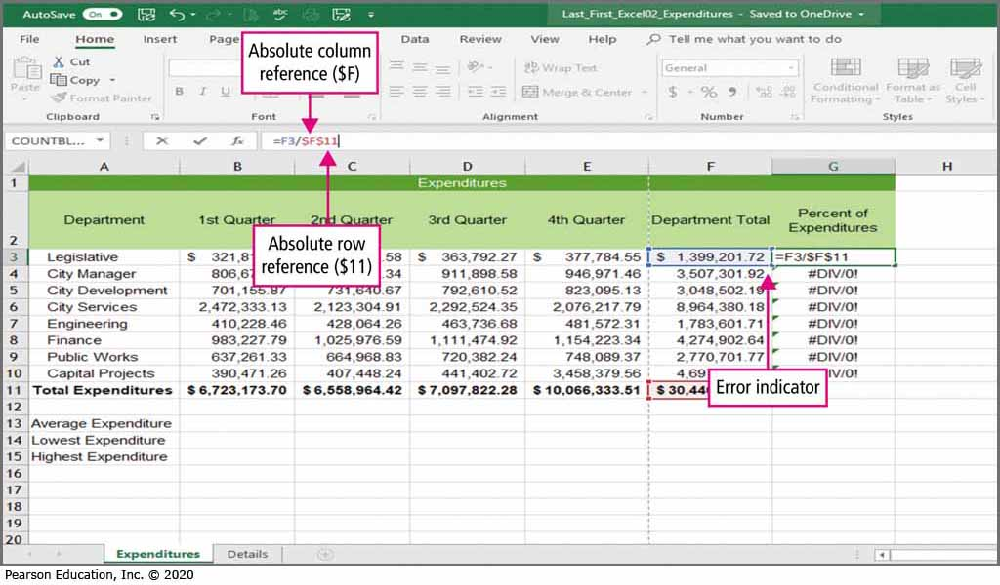 AutoSave On Last_First_Excel02_Expenditures - Saved to OneDrive
File Home Insert Page Data Review View Help Tell me what you want to do
Absolute column
reference ($F)
Paste Cut
Copy
Format Painter
B I U
Wrap Text
Merge & Center
General
$ % 9
Conditional Formatting Format as Table Cell Styles
Clipboard Font Alignment Number Styles
COUNTBL... fx =F3/$F$11
A B C D E F G H
1 Expenditures
2 Department 1st Quarter 2nd Quarter 3rd Quarter 4th Quarter Department Total Percent of Expenditures
Absolute row
reference ($11)
3 Legislative $ 321,8 .58 $ 363,792.27 $ 377,784.55 $ 1,399,201.72 =F3/$F$11
4 City Manager 806,6 .34 911,898.58 946,971.46 3,507,301.92 #DIV/0!
5 City Development 701,155.87 731,640.67 792,610.52 823,095.13 3,048,502.19 #DIV/0!
6 City Services 2,472,333.13 2,123,304.91 2,292,524.35 2,076,217.79 8,964,380.18 #DIV/0!
7 Engineering 410,228.46 428,064.26 463,736.68 481,572.31 1,783,601.71 #DIV/0!
8 Finance 983,227.79 1,025,976.59 1,111,474.92 1,154,223.34 4,274,902.64 #DIV/0!
9 Public Works 637,261.33 664,968.83 720,382.24 748,089.37 2,770,701.77 #DIV/0!
10 Capital Projects 390,471.26 407,448.24 441,402.72 3,458,379.56 4,69 IV/0!
Error indicator
11 Total Expenditures $ 6,723,173.70 $ 6,558,964.42 $ 7,097,822.28 $ 10,066,333.51 $ 30,44
12
13 Average Expenditure
14 Lowest Expenditure
15 Highest Expenditure
16
17
18
19
20
Expenditures Details
Pearson Education, Inc. © 2020